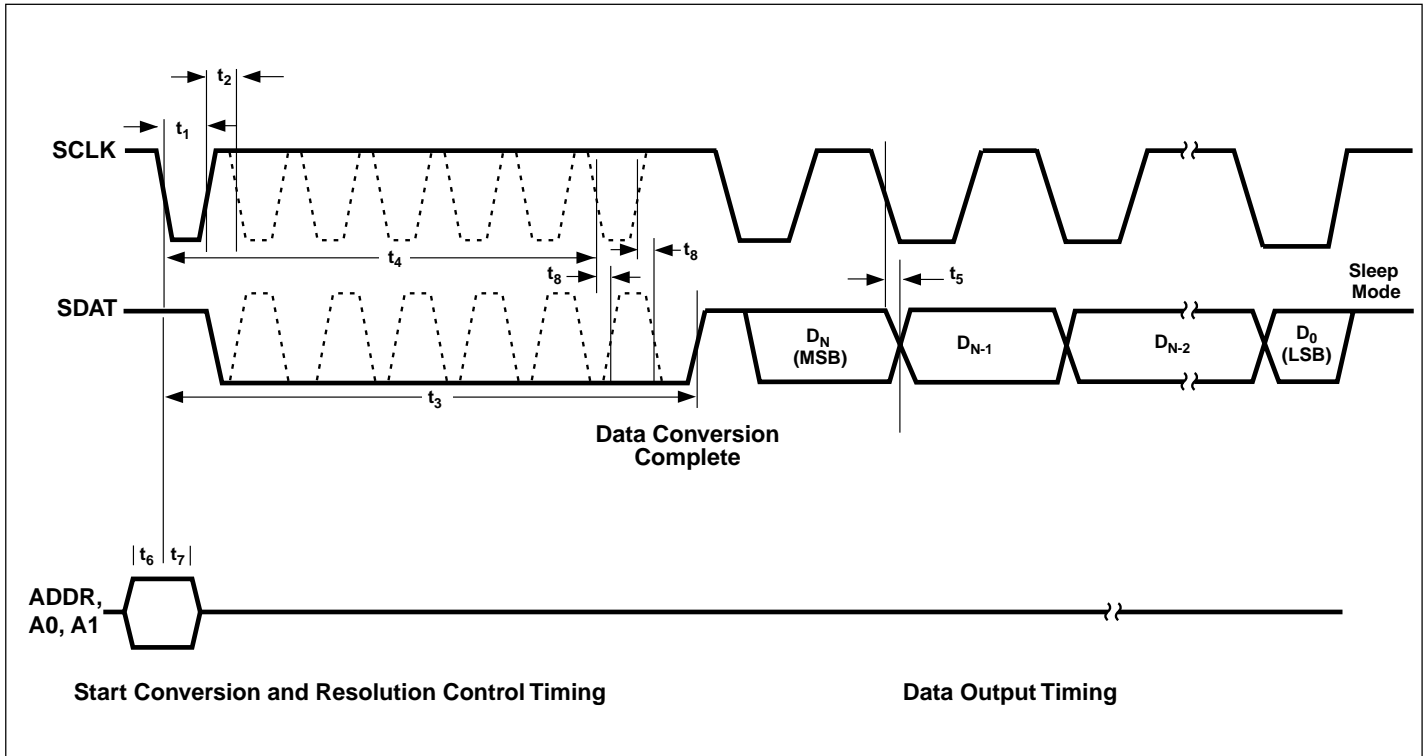 t2
t1
SCLK
t4
t8
t8
t5
Sleep
Mode
SDAT
DN
(MSB)
DN-1
DN-2
D0
(LSB)
t3
Data Conversion
Complete
t6 t7
ADDR,
A0, A1
Start Conversion and Resolution Control Timing
Data Output Timing